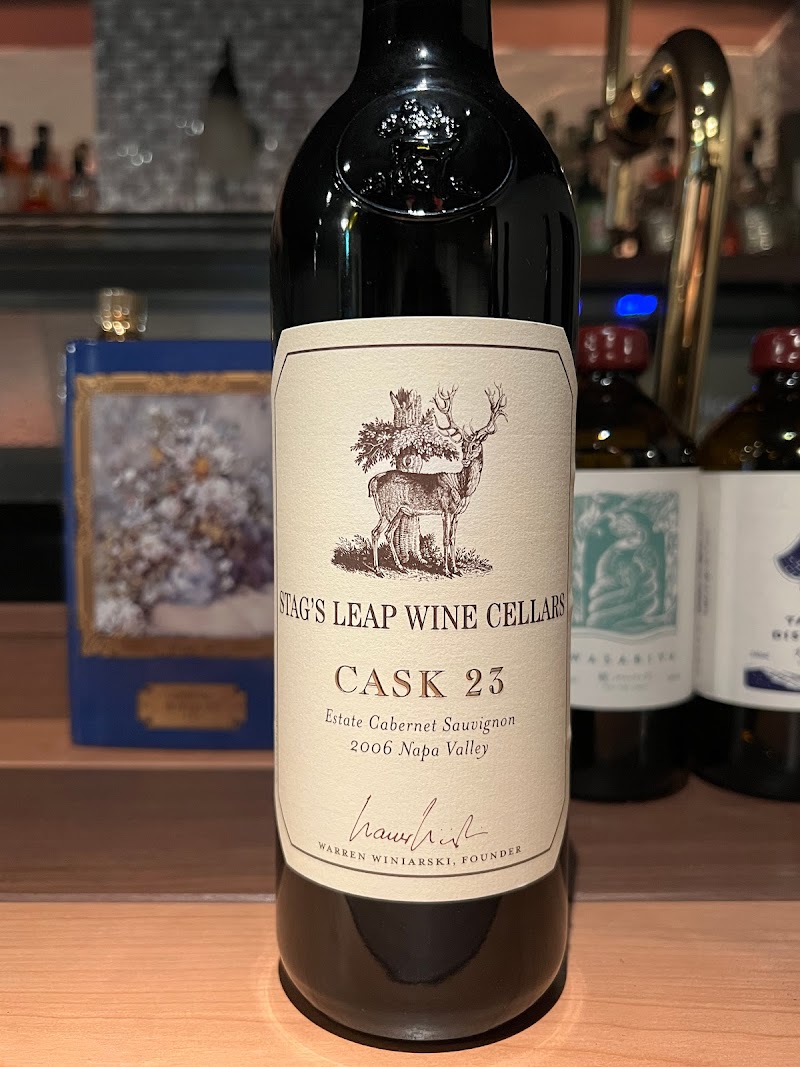 STAG'S LEAP WINE CELLARS
CASK 23
Estate Cabernet Sauvignon
2006 Napa Valley
WARREN WINIARSKI, FOUNDER